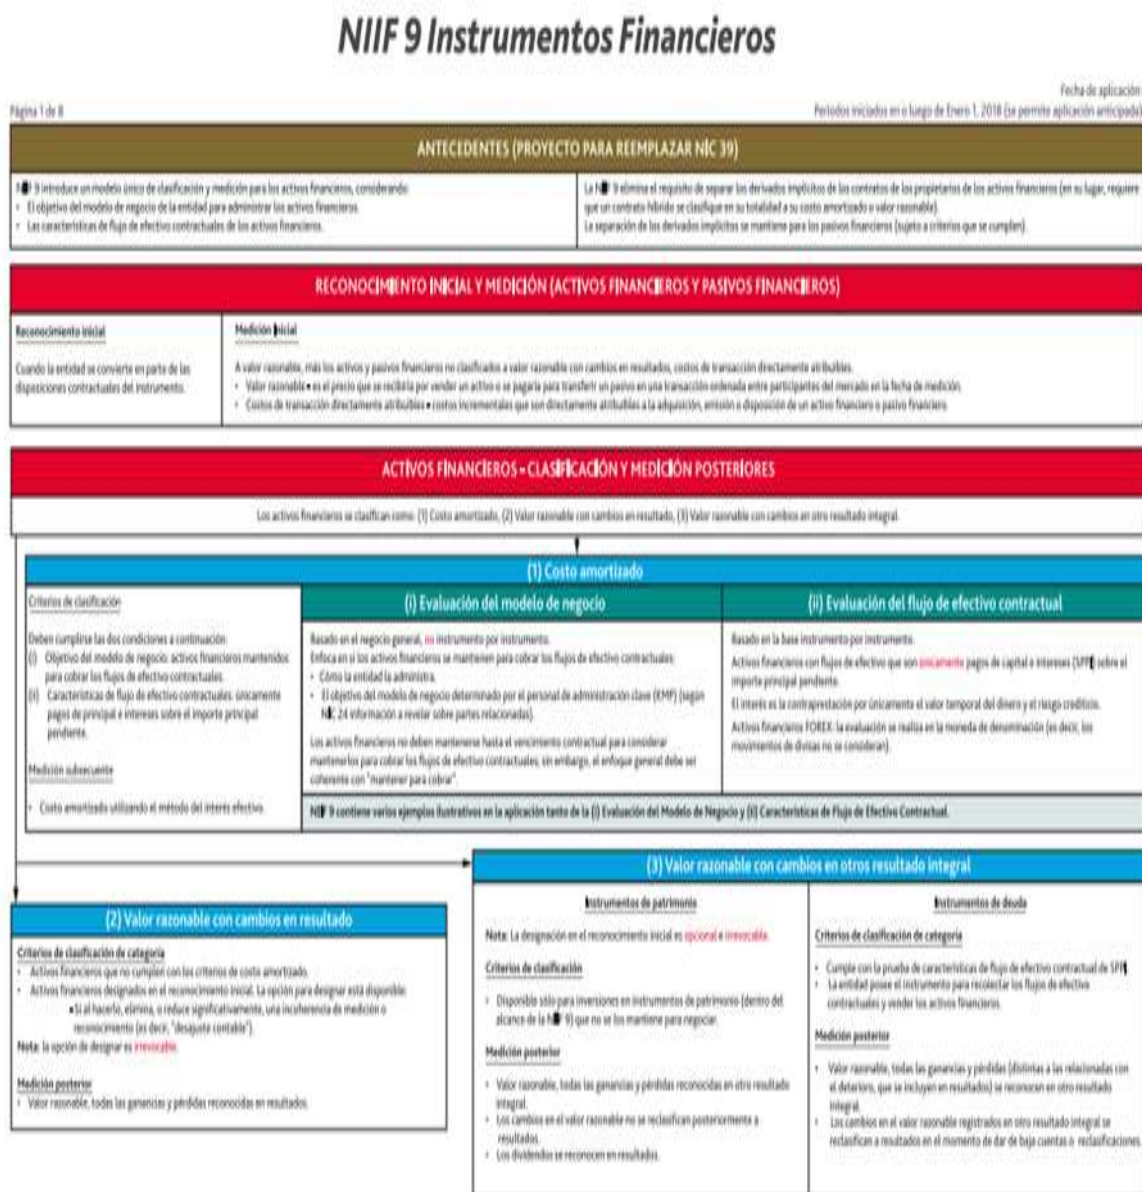 NIIF 9 Instrumentos Financieros
Fecha de aplicación:
Página 1 de 8
Periodos iniciados en o luego de Enero 1, 2018 (se permite aplicación anticipada)
ANTECEDENTES (PROYECTO PARA REEMPLAZAR NIC 39)
NIIF 9 introduce un modelo único de clasificación y medición para los activos financieros, considerando:
• El objetivo del modelo de negocio de la entidad para administrar los activos financieros.
• Las características de flujo de efectivo contractuales de los activos financieros.
La NIIF 9 elimina el requisito de separar los derivados implícitos de los contratos de los propietarios de los activos financieros (en su lugar, requiere
que un contrato híbrido se clasifique en su totalidad a su costo amortizado o valor razonable).
La separación de los derivados implícitos se mantiene para los pasivos financieros (sujeto a criterios que se cumplen).
RECONOCIMIENTO INICIAL Y MEDICIÓN (ACTIVOS FINANCIEROS Y PASIVOS FINANCIEROS)
Reconocimiento inicial
Cuando la entidad se convierte en parte de las
disposiciones contractuales del instrumento.
Medición Inicial
A valor razonable, más los activos y pasivos financieros no clasificados a valor razonable con cambios en resultados, costos de transacción directamente atribuibles.
• Valor razonable • es el precio que se recibiría por vender un activo o se pagaría para transferir un pasivo en una transacción ordenada entre participantes del mercado en la fecha de medición.
• Costos de transacción directamente atribuibles • costos incrementales que son directamente atribuibles a la adquisición, emisión o disposición de un activo financiero o pasivo financiero.
ACTIVOS FINANCIEROS – CLASIFICACIÓN Y MEDICIÓN POSTERIORES
Los activos financieros se clasifican como: (1) Costo amortizado, (2) Valor razonable con cambios en resultado, (3) Valor razonable con cambios en otro resultado integral.
(1) Costo amortizado
Criterios de clasificación
Deben cumplirse las dos condiciones a continuación:
(i) Objetivo del modelo de negocio: activos financieros mantenidos
para cobrar los flujos de efectivo contractuales.
(ii) Características de flujo de efectivo contractuales: únicamente
pagos de principal e intereses sobre el importe principal
pendiente.
Medición subsecuente
• Costo amortizado utilizando el método del interés efectivo.
(i) Evaluación del modelo de negocio
Basado en el negocio general, no instrumento por instrumento.
Enfoca en si los activos financieros se mantienen para cobrar los flujos de efectivo contractuales:
• Cómo la entidad la administra.
• El objetivo del modelo de negocio determinado por el personal de administración clave (KMP) (según
NIC 24 información a revelar sobre partes relacionadas).
Los activos financieros no deben mantenerse hasta el vencimiento contractual para considerar
mantenerlos para cobrar los flujos de efectivo contractuales, sin embargo, el enfoque general debe ser
coherente con "mantener para cobrar".
(ii) Evaluación del flujo de efectivo contractual
Basado en la base instrumento por instrumento.
Activos financieros con flujos de efectivo que son únicamente pagos de capital e intereses (SPPI) sobre el
importe principal pendiente.
El interés es la contraprestación por únicamente el valor temporal del dinero y el riesgo crediticio.
Activos financieros FOREX: la evaluación se realiza en la moneda de denominación (es decir, los
movimientos de divisas no se consideran).
NIIF 9 contiene varios ejemplos ilustrativos en la aplicación tanto de la (i) Evaluación del Modelo de Negocio y (ii) Características de Flujo de Efectivo Contractual.
(2) Valor razonable con cambios en resultado
Criterios de clasificación de categoría
• Activos financieros que no cumplen con los criterios de costo amortizado.
• Activos financieros designados en el reconocimiento inicial. La opción para designar está disponible:
• Si al hacerlo, elimina, o reduce significativamente, una incoherencia de medición o
reconocimiento (es decir, "desajuste contable").
Nota: la opción de designar es irrevocable.
Medición posterior
• Valor razonable, todas las ganancias y pérdidas reconocidas en resultados.
(3) Valor razonable con cambios en otros resultado integral
Instrumentos de patrimonio
Nota: La designación en el reconocimiento inicial es opcional e irrevocable.
Criterios de clasificación
• Disponible sólo para inversiones en instrumentos de patrimonio (dentro del
alcance de la NIIF 9) que no se los mantiene para negociar.
Medición posterior
• Valor razonable, todas las ganancias y pérdidas reconocidas en otro resultado
integral.
• Los cambios en el valor razonable no se reclasifican posteriormente a
resultados.
• Los dividendos se reconocen en resultados.
Instrumentos de deuda
Criterios de clasificación de categoría
• Cumple con la prueba de características de flujo de efectivo contractual de SPPI
• La entidad posee el instrumento para recolectar los flujos de efectivo
contractuales y vender los activos financieros.
Medición posterior
• Valor razonable, todas las ganancias y pérdidas (distintas a las relacionadas con
el deterioro, que se incluyen en resultados) se reconocen en otro resultado
integral.
• Los cambios en el valor razonable registrados en otro resultado integral se
reclasifican a resultados en el momento de dar de baja cuentas o reclasificaciones.